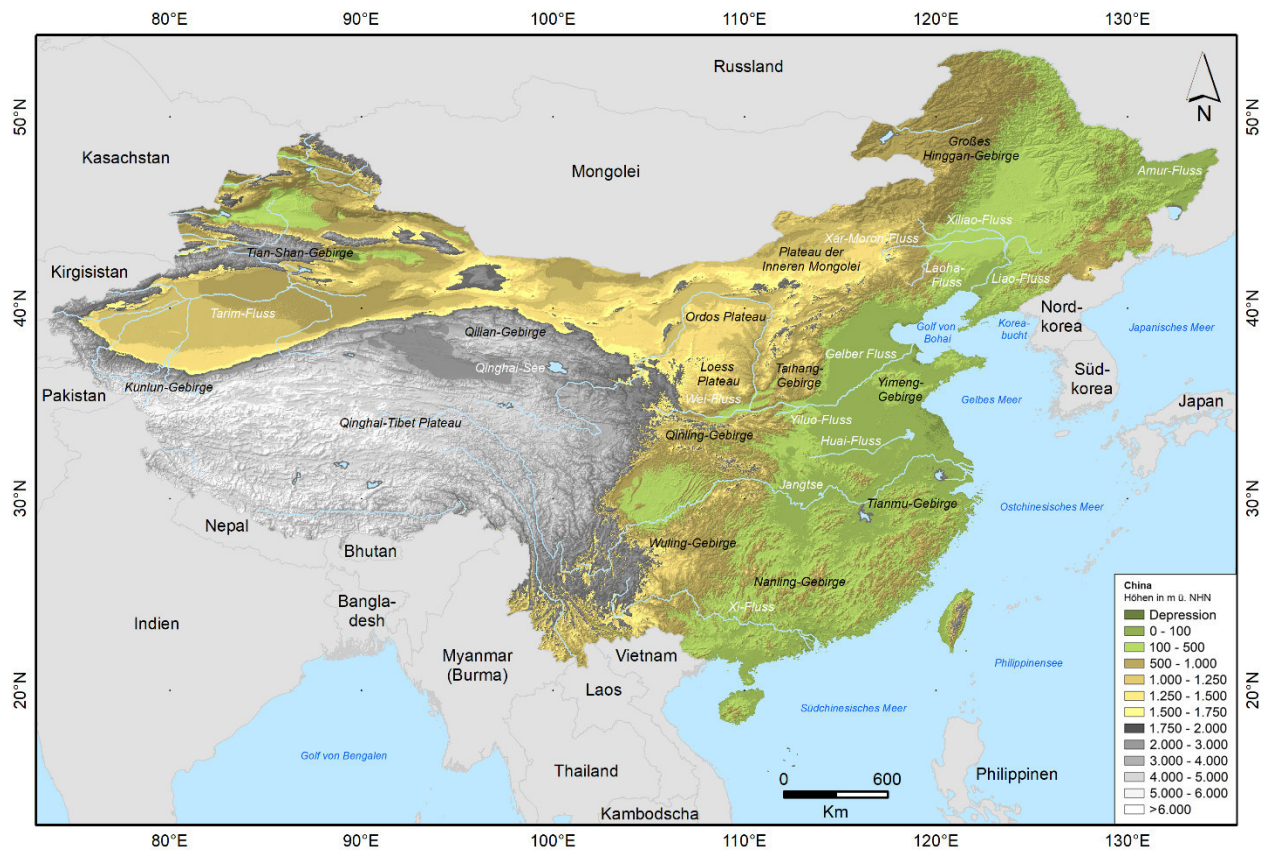 80°E 90°E 100°E 110°E 120°E 130°E
Russland
N
50°N 50°N
Kasachstan
Mongolei
Großes
Hinggan-Gebirge
Amur-Fluss
Xiliao-Fluss
Xar-Moron-Fluss
Tian-Shan-Gebirge
Plateau der
Inneren Mongolei
Kirgisistan
Laoha-
Fluss
Liao-Fluss
40°N 40°N
Tarim-Fluss
Ordos Plateau
Nord-
korea
Golf von
Bohai
Korea-
bucht
Japanisches Meer
Qilian-Gebirge
Gelber Fluss
Qinghai-See
Loess
Plateau
Taihang-
Gebirge
Süd-
korea
Kunlun-Gebirge
Yimeng-
Gebirge
Pakistan
Wei-Fluss
Gelbes Meer
Japan
Qinghai-Tibet Plateau
Yiluo-Fluss
Qinling-Gebirge
Huai-Fluss
Jangtse
30°N 30°N
Tianmu-Gebirge
Ostchinesisches Meer
Nepal
Bhutan
Wuling-Gebirge
Nanling-Gebirge
Bangla-
desh
Xi-Fluss
Indien
Myanmar
(Burma)
Vietnam
Laos
Philippinensee
20°N 20°N
Südchinesisches Meer
Golf von Bengalen
Thailand
Philippinen
Kambodscha
0 600
Km
China
Höhen in m ü. NHN
Depression
0 - 100
100 - 500
500 - 1.000
1.000 - 1.250
1.250 - 1.500
1.500 - 1.750
1.750 - 2.000
2.000 - 3.000
3.000 - 4.000
4.000 - 5.000
5.000 - 6.000
>6.000
80°E 90°E 100°E 110°E 120°E 130°E